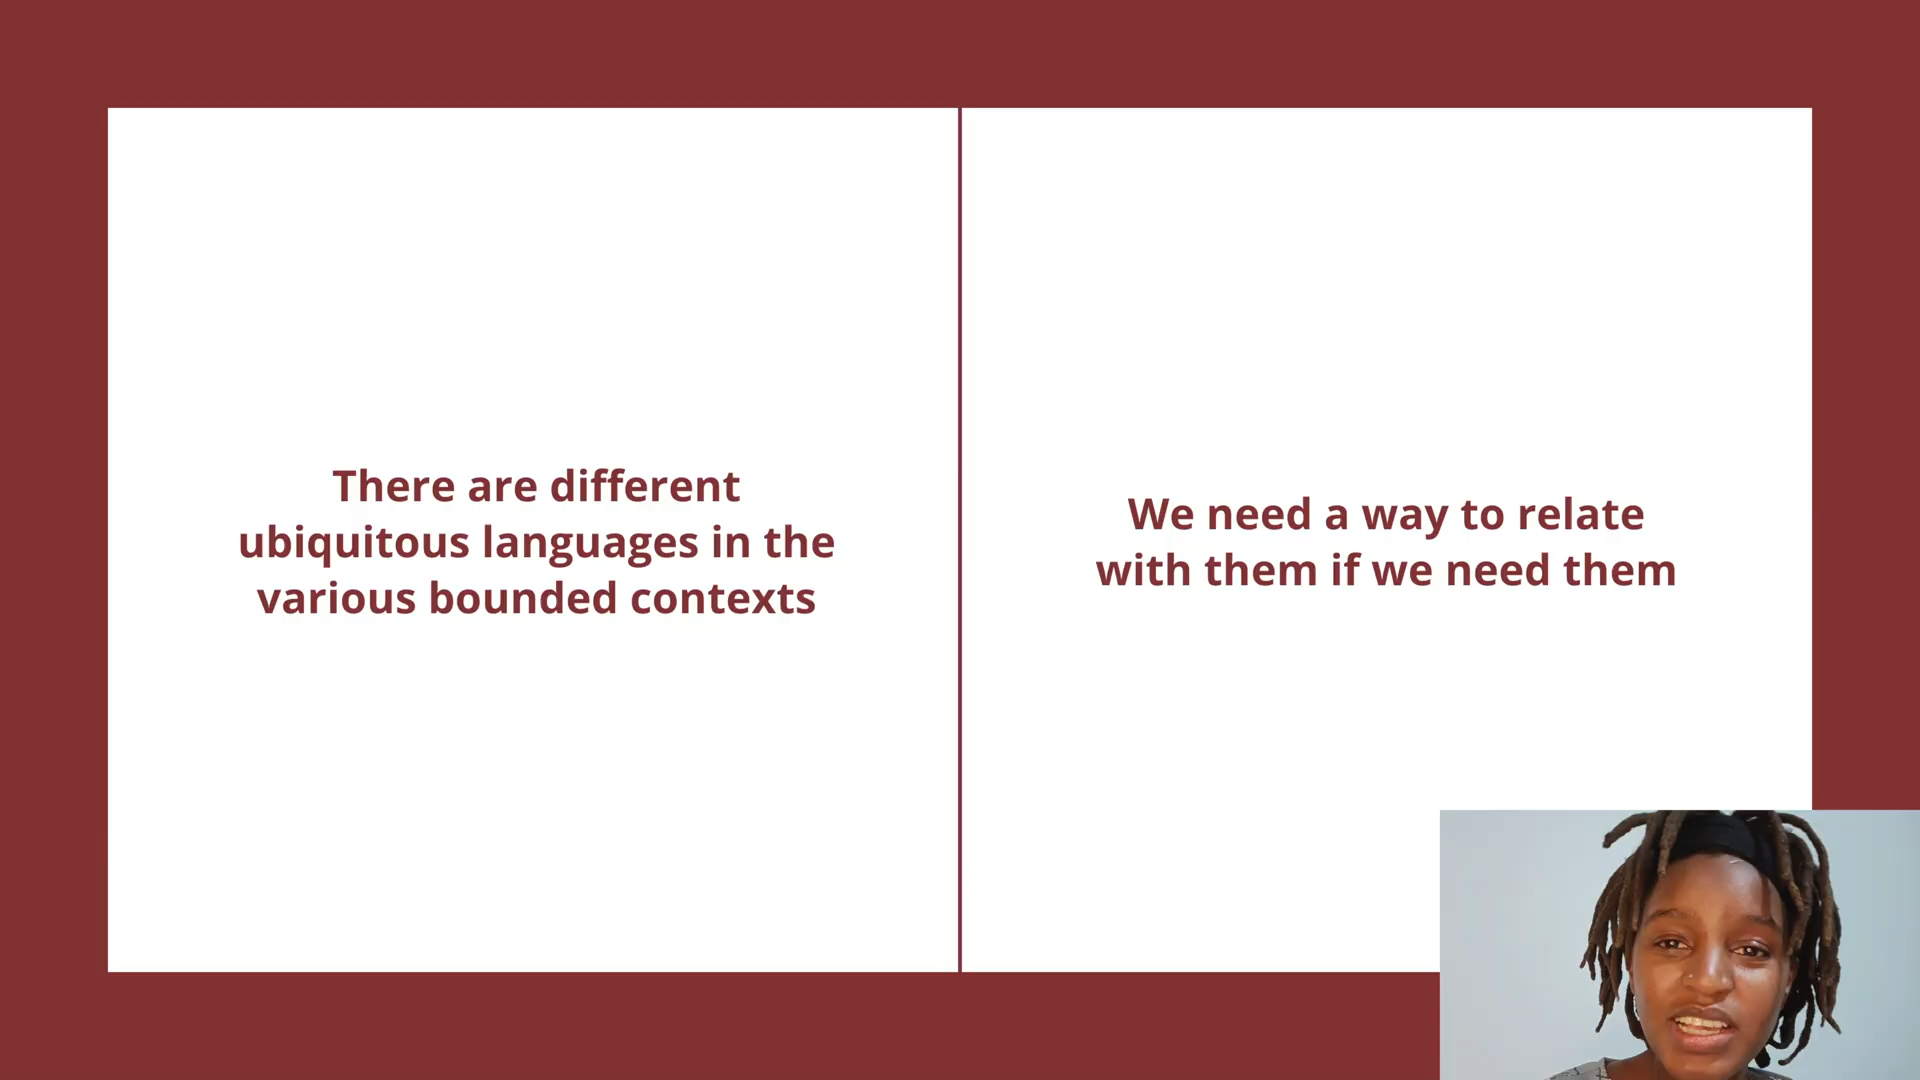 There are different
ubiquitous languages in the
various bounded contexts
We need a way to relate
with them if we need them